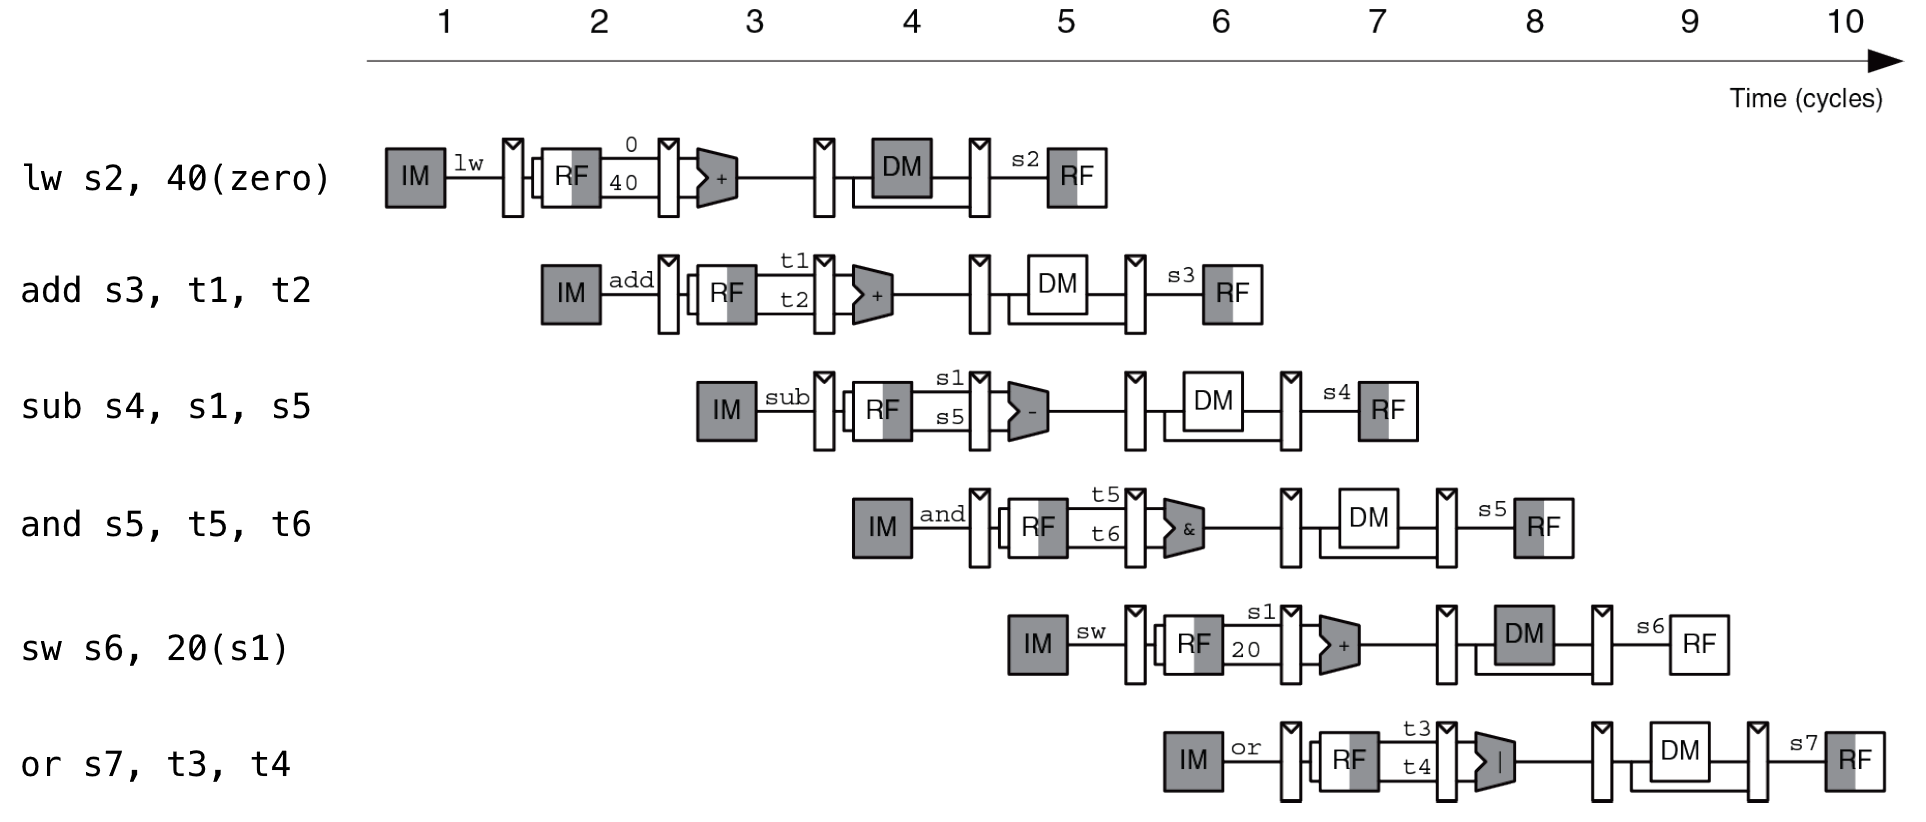 1 2 3 4 5 6 7 8 9 10
Time (cycles)
lw s2, 40(zero) IM lw RF 0 40 + DM s2 RF
add s3, t1, t2 IM add RF t1 t2 + DM s3 RF
sub s4, s1, s5 IM sub RF s1 s5 - DM s4 RF
and s5, t5, t6 IM and RF t5 t6 & DM s5 RF
sw s6, 20(s1) IM sw RF s1 20 + DM s6 RF
or s7, t3, t4 IM or RF t3 t4 | DM s7 RF